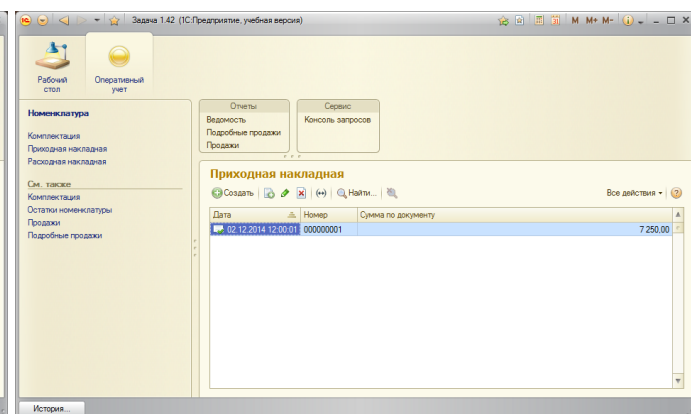 Задача 1.42 (1С:Предприятие, учебная версия)
M M+ M-
Рабочий стол
Оперативный учет
Номенклатура
Комплектация
Приходная накладная
Расходная накладная
См. также
Комплектация
Остатки номенклатуры
Продажи
Подробные продажи
Отчеты
Ведомость
Подробные продажи
Продажи
Сервис
Консоль запросов
Приходная накладная
Создать
Найти...
Все действия
Дата Номер Сумма по документу
02.12.2014 12:00:01 000000001 7 250,00
История...